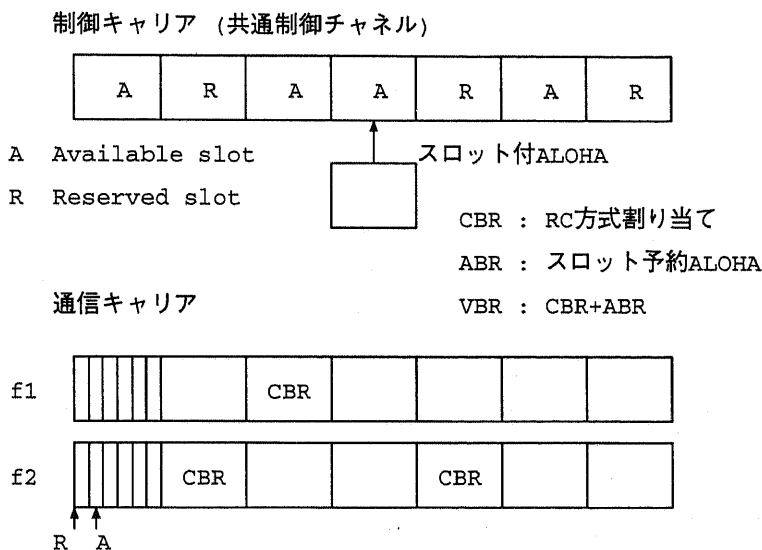 制御キャリア (共通制御チャネル)
A R A A R A R
A Available slot
スロット付ALOHA
R Reserved slot
CBR : RC方式割り当て
ABR : スロット予約ALOHA
VBR : CBR+ABR
通信キャリア
f1 CBR
f2 CBR CBR
R A